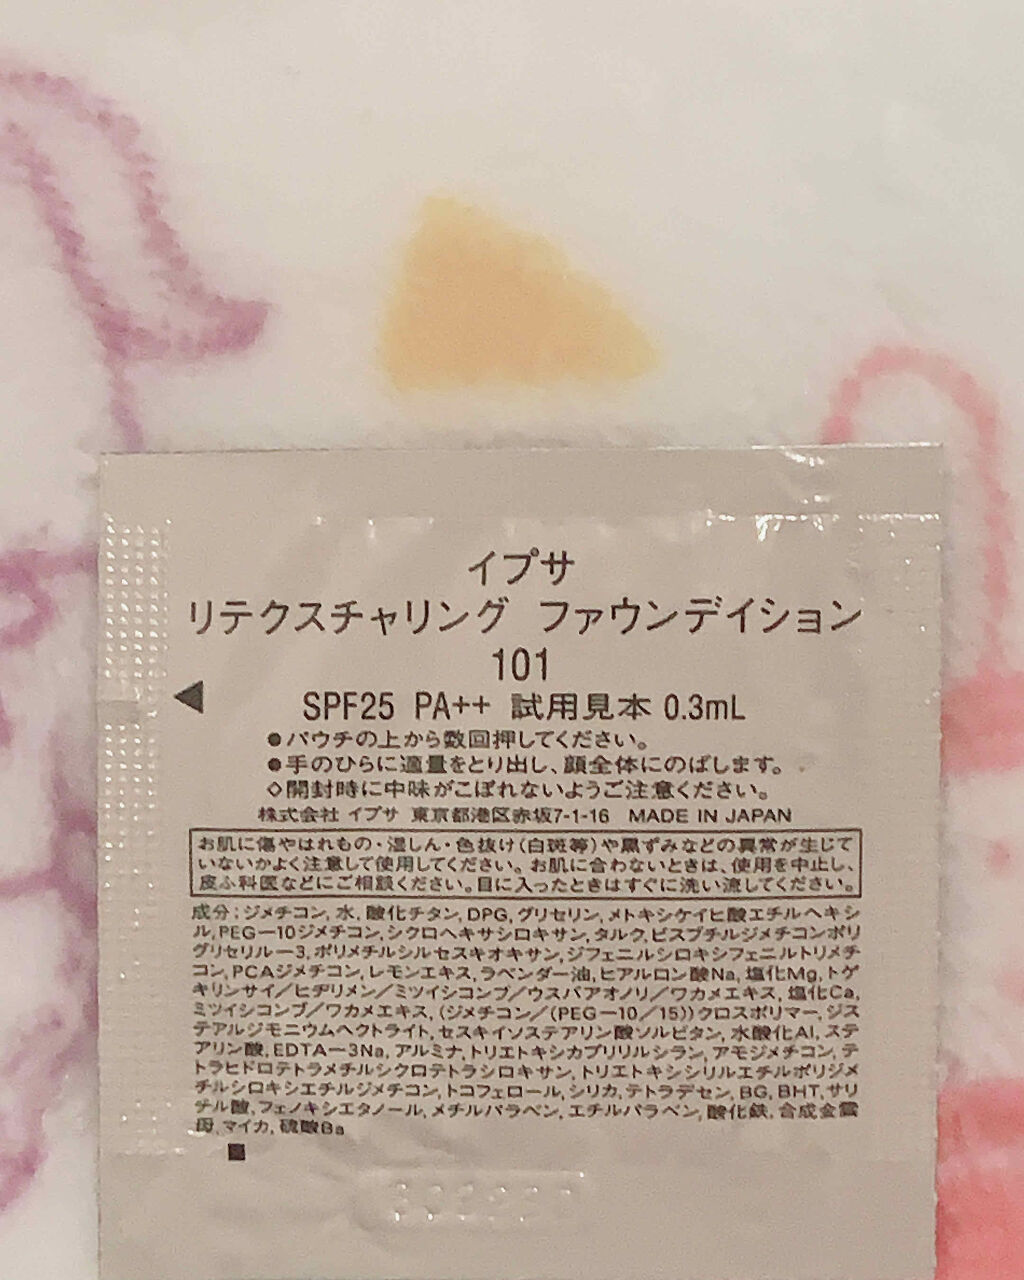 イプサ
リテクスチャリング ファウンデイション
101
SPF25 PA++ 試用見本 0.3mL
●パウチの上から数回押してください。
●手のひらに適量をとり出し、顔全体にのばします。
◇開封時に中味がこぼれないようご注意ください。
株式会社 イプサ 東京都港区赤坂7-1-16 MADE IN JAPAN
お肌に傷やはれもの・湿しん・色抜け(白斑等)や黒ずみなどの異常が生じて
いないかよく注意して使用してください。お肌に合わないときは、使用を中止し、
皮ふ科医などにご相談ください。目に入ったときはすぐに洗い流してください。
成分：ジメチコン, 水, 酸化チタン, DPG, グリセリン, メトキシケイヒ酸エチルヘキシ
ル, PEG－10ジメチコン, シクロヘキサシロキサン, タルク, ビスブチルジメチコンポリ
グリセリル－3, ポリメチルシルセスキオキサン, ジフェニルシロキシフェニルトリメチ
コン, PCAジメチコン, レモンエキス, ラベンダー油, ヒアルロン酸Na, 塩化Mg, トゲ
キリンサイ／ヒヂリメン／ミツイシコンブ／ウスバアオノリ／ワカメエキス, 塩化Ca,
ミツイシコンブ／ワカメエキス, (ジメチコン／(PEG－10／15))クロスポリマー, ジス
テアルジモニウムヘクトライト, セスキイソステアリン酸ソルビタン, 水酸化Al, ステ
アリン酸, EDTA－3Na, アルミナ, トリエトキシカプリリルシラン, アモジメチコン, テ
トラヒドロテトラメチルシクロテトラシロキサン, トリエトキシシリルエチルポリジメ
チルシロキシエチルジメチコン, トコフェロール, シリカ, テトラデセン, BG, BHT, サリ
チル酸, フェノキシエタノール, メチルパラベン, エチルパラベン, 酸化鉄, 合成金雲
母, マイカ, 硫酸Ba